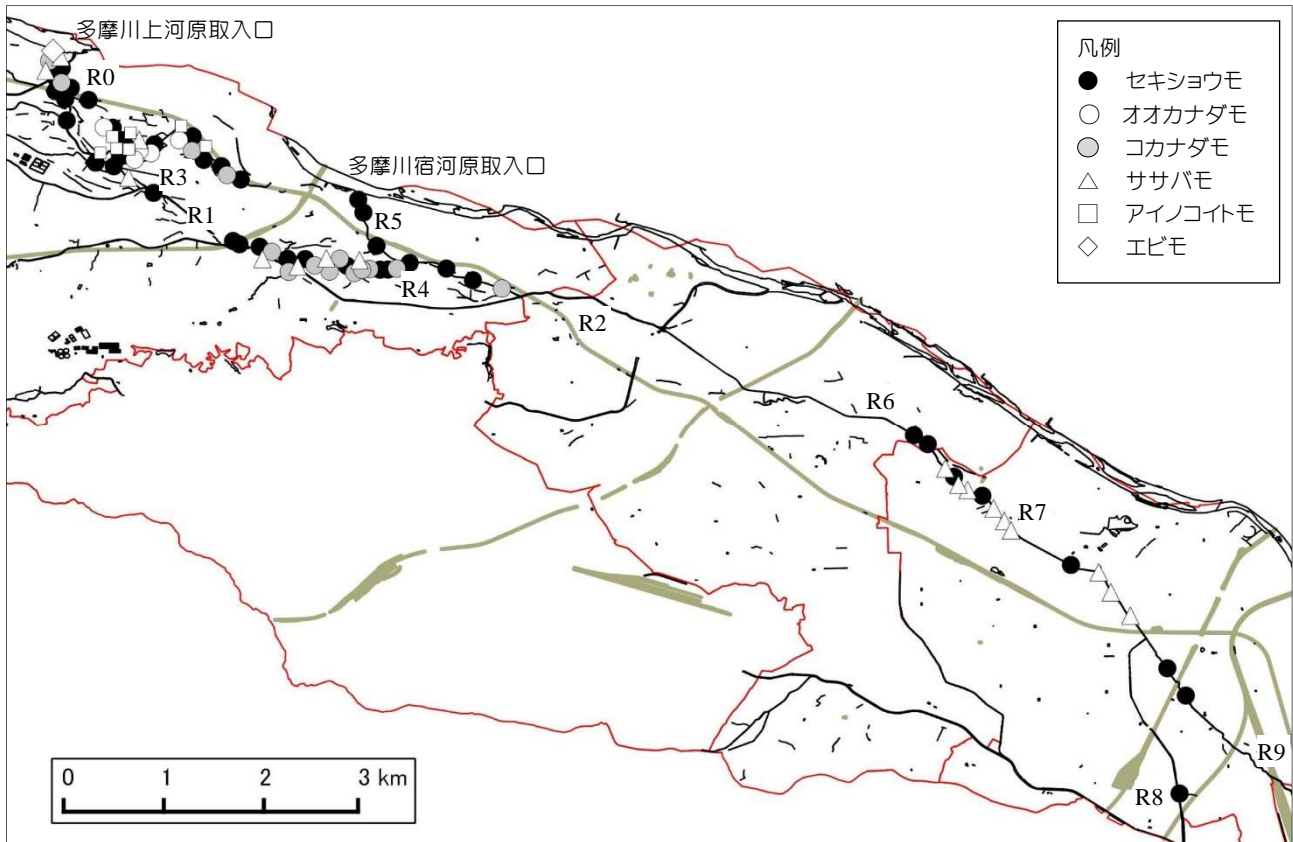 多摩川上河原取入口
R0
R3
R1
多摩川宿河原取入口
R5
R4
R2
R6
R7
R9
R8
凡例
セキショウモ
オオカナダモ
コカナダモ
ササバモ
アイノコイトモ
エビモ
0 1 2 3 km